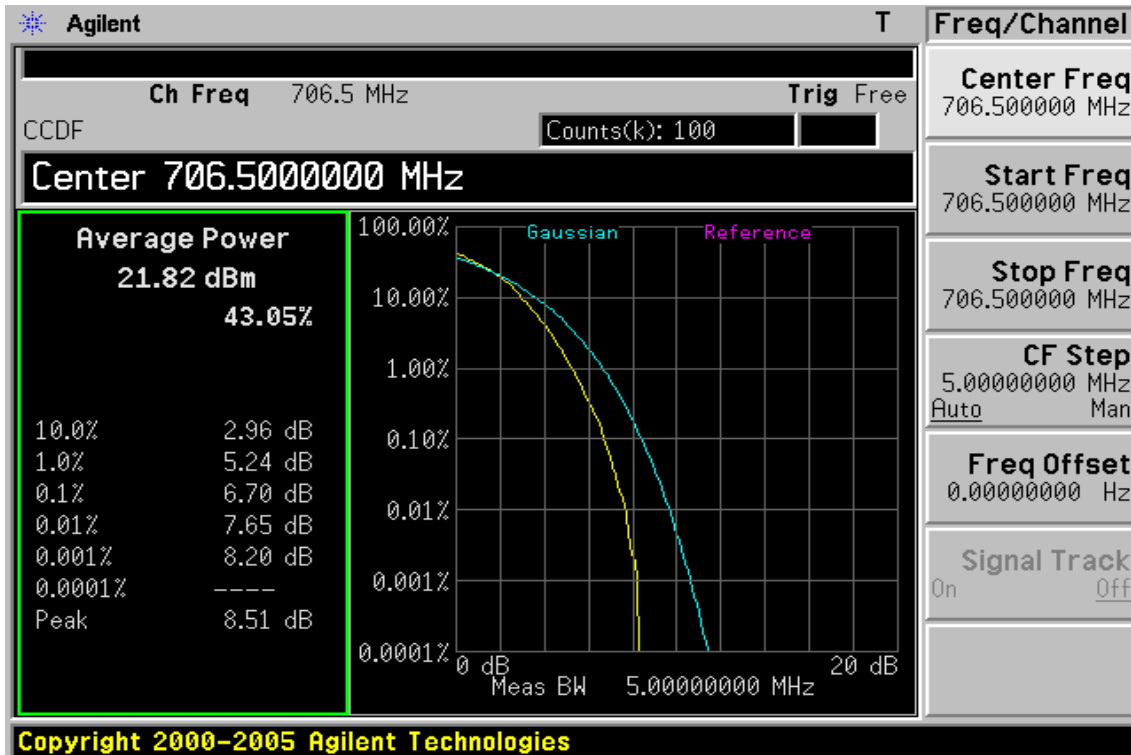 Agilent T
Ch Freq 706.5 MHz Trig Free
CCDF Counts(k): 100
Center 706.5000000 MHz
Average Power
21.82 dBm
43.05%
10.0% 2.96 dB
1.0% 5.24 dB
0.1% 6.70 dB
0.01% 7.65 dB
0.001% 8.20 dB
0.0001% ----
Peak 8.51 dB
Gaussian Reference
100.00%
10.00%
1.00%
0.10%
0.01%
0.001%
0.0001%
0 dB 20 dB
Meas BW 5.00000000 MHz
Freq/Channel
Center Freq
706.500000 MHz
Start Freq
706.500000 MHz
Stop Freq
706.500000 MHz
CF Step
5.00000000 MHz
Auto Man
Freq Offset
0.00000000 Hz
Signal Track
On Off
Copyright 2000-2005 Agilent Technologies